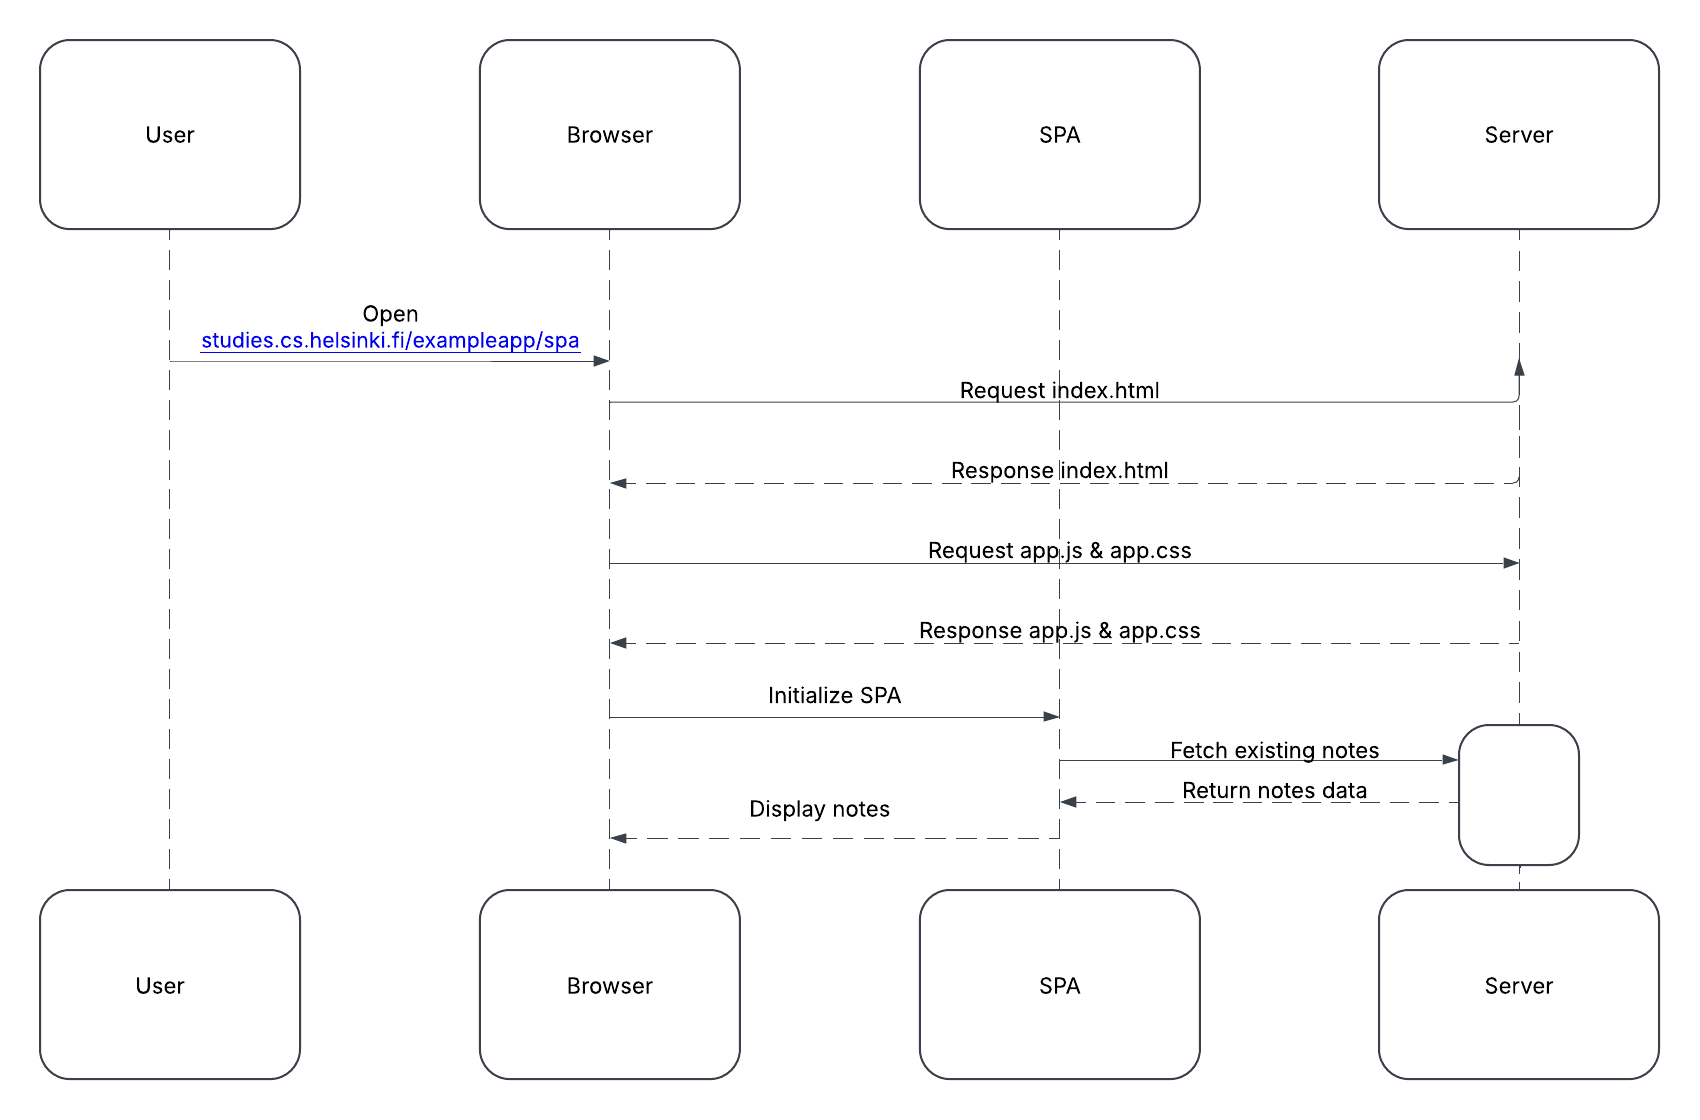 User
Browser
SPA
Server
Open
studies.cs.helsinki.fi/exampleapp/spa
Request index.html
Response index.html
Request app.js & app.css
Response app.js & app.css
Initialize SPA
Fetch existing notes
Return notes data
Display notes
User
Browser
SPA
Server